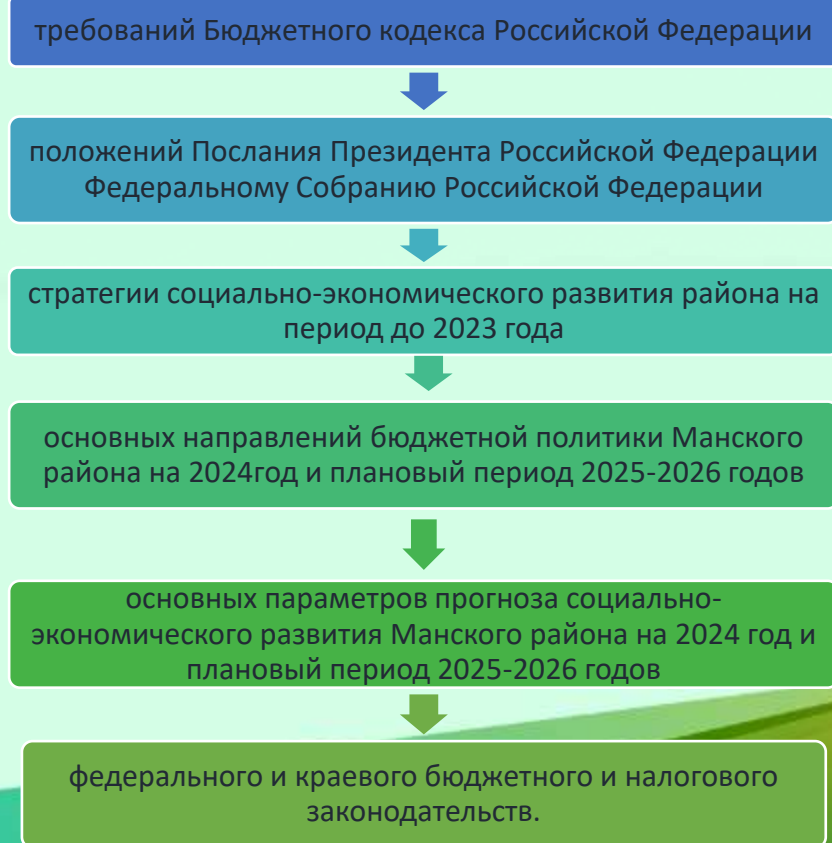 требований Бюджетного кодекса Российской Федерации
положений Послания Президента Российской Федерации
Федеральному Собранию Российской Федерации
стратегии социально-экономического развития района на
период до 2023 года
основных направлений бюджетной политики Манского
района на 2024год и плановый период 2025-2026 годов
основных параметров прогноза социально-
экономического развития Манского района на 2024 год и
плановый период 2025-2026 годов
федерального и краевого бюджетного и налогового
законодательств.